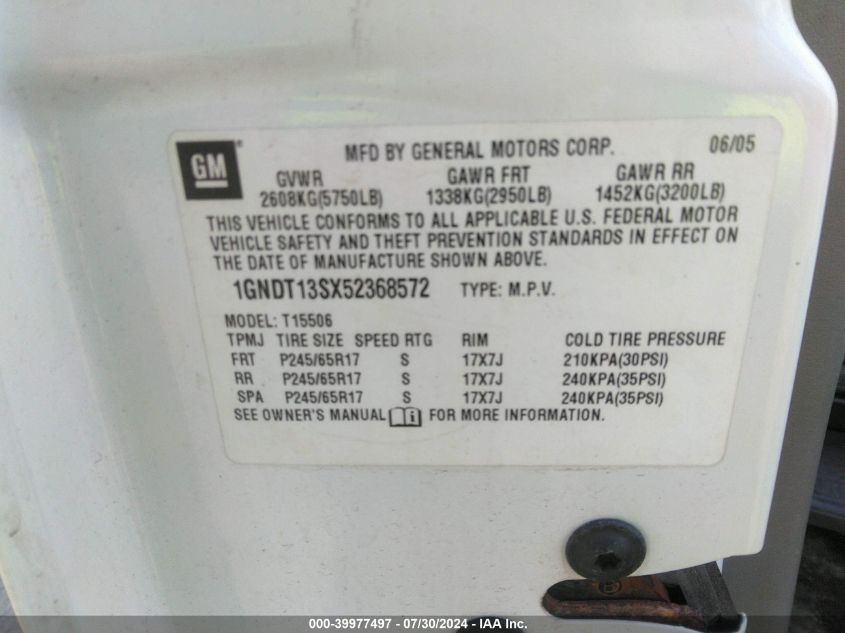 GM® MFD BY GENERAL MOTORS CORP. 06/05
GVWR GAWR FRT GAWR RR
2608KG(5750LB) 1338KG(2950LB) 1452KG(3200LB)
THIS VEHICLE CONFORMS TO ALL APPLICABLE U.S. FEDERAL MOTOR
VEHICLE SAFETY AND THEFT PREVENTION STANDARDS IN EFFECT ON
THE DATE OF MANUFACTURE SHOWN ABOVE.
1GNDT13SX52368572 TYPE: M.P.V.
MODEL: T15506
TPMJ TIRE SIZE SPEED RTG RIM COLD TIRE PRESSURE
FRT P245/65R17 S 17X7J 210KPA(30PSI)
RR P245/65R17 S 17X7J 240KPA(35PSI)
SPA P245/65R17 S 17X7J 240KPA(35PSI)
SEE OWNER'S MANUAL i FOR MORE INFORMATION.
000-39977497 - 07/30/2024 - IAA Inc.